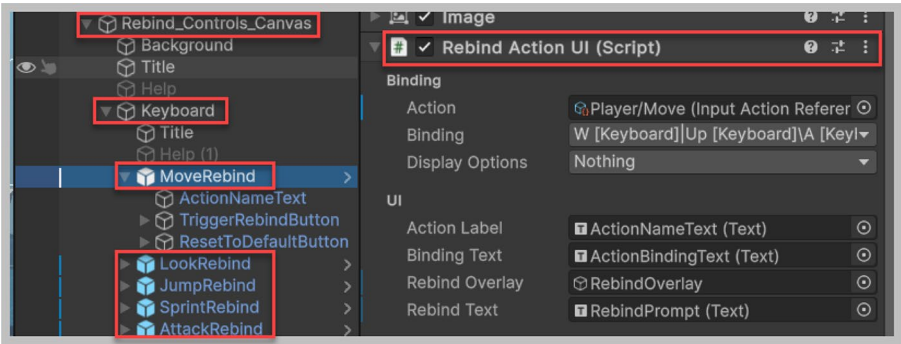 Rebind_Controls_Canvas
Background
Title
Help
Keyboard
Title
Help (1)
MoveRebind
ActionNameText
TriggerRebindButton
ResetToDefaultButton
LookRebind
JumpRebind
SprintRebind
AttackRebind
Image
# Rebind Action UI (Script)
Binding
Action Player/Move (Input Action Referer
Binding W [Keyboard]|Up [Keyboard]\A [Keyl
Display Options Nothing
UI
Action Label ActionNameText (Text)
Binding Text ActionBindingText (Text)
Rebind Overlay RebindOverlay
Rebind Text RebindPrompt (Text)